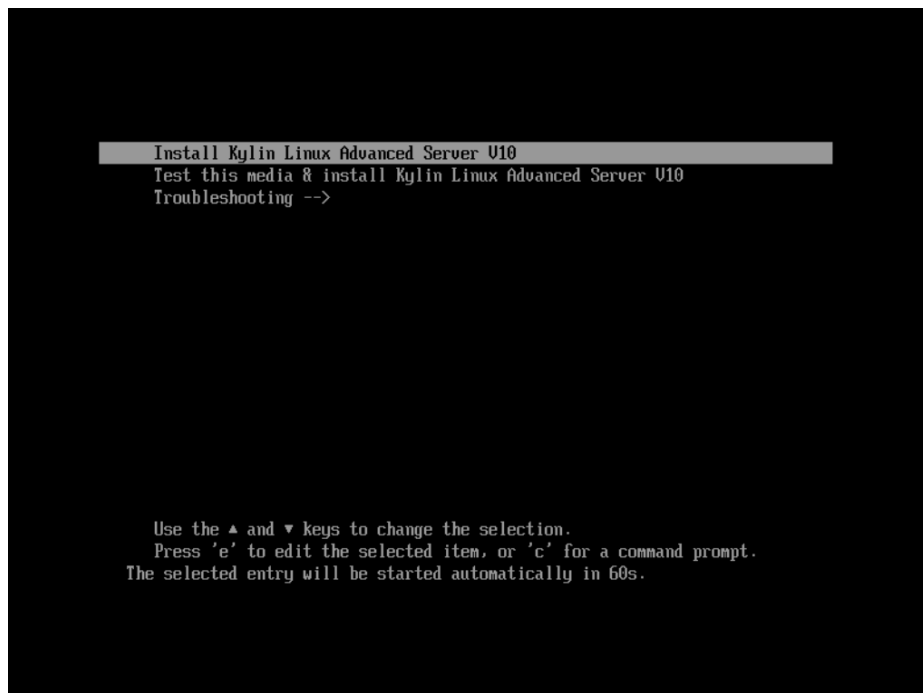 Install Kylin Linux Advanced Server V10
Test this media & install Kylin Linux Advanced Server V10
Troubleshooting -->
Use the ▲ and ▼ keys to change the selection.
Press 'e' to edit the selected item, or 'c' for a command prompt.
The selected entry will be started automatically in 60s.